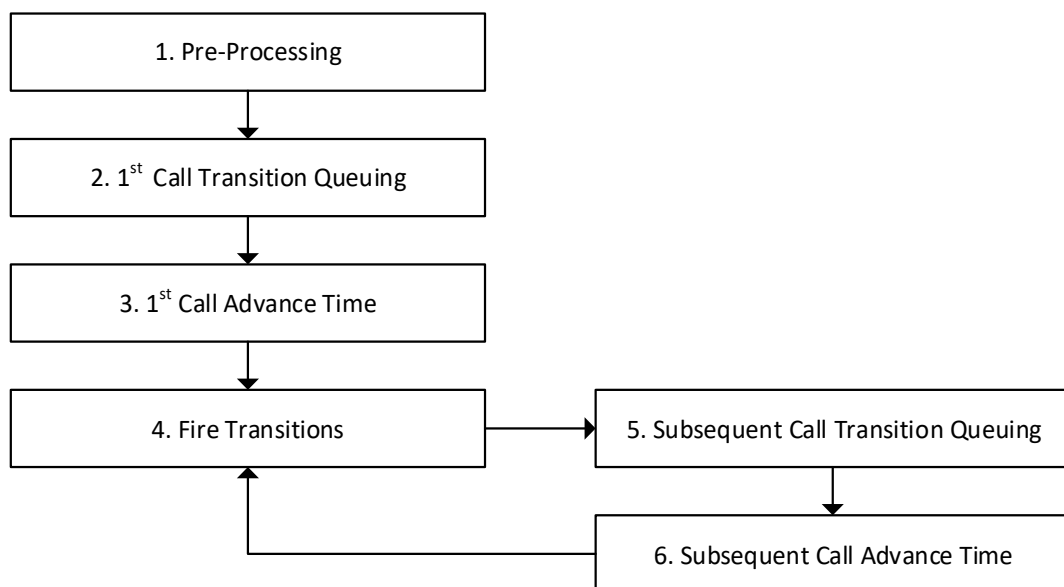 1. Pre-Processing
2. 1st Call Transition Queuing
3. 1st Call Advance Time
4. Fire Transitions
5. Subsequent Call Transition Queuing
6. Subsequent Call Advance Time